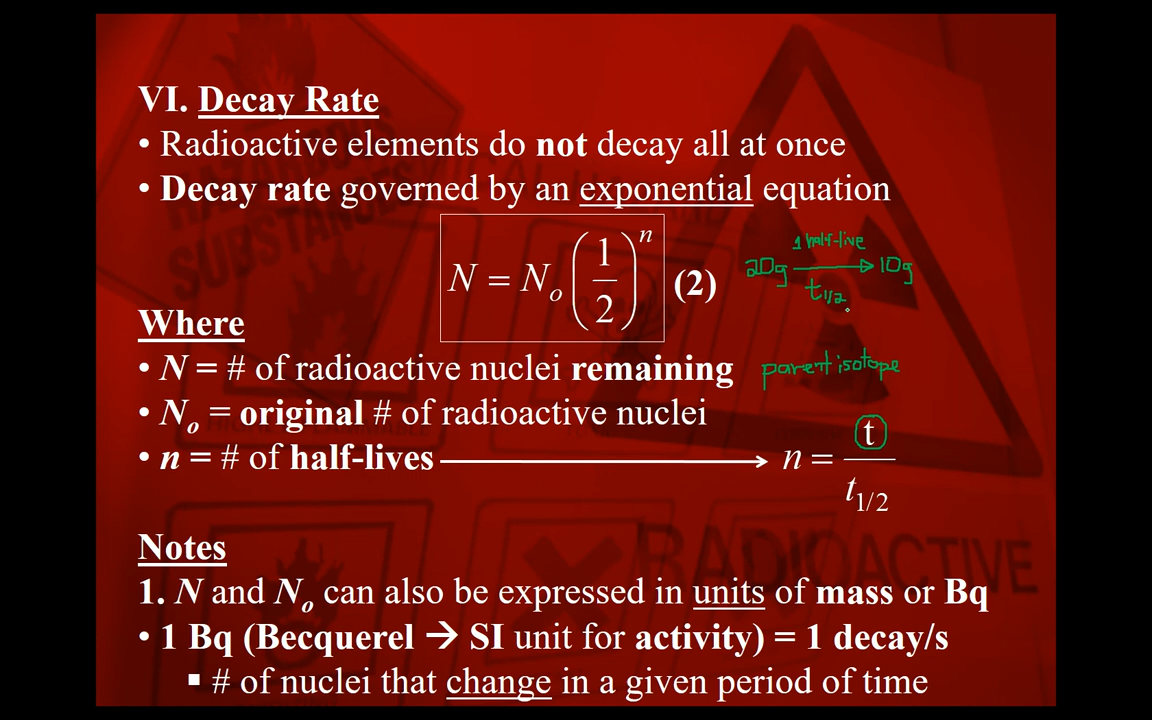 VI. Decay Rate
• Radioactive elements do not decay all at once
• Decay rate governed by an exponential equation
N = Nₒ (1/2)ⁿ (2)
1 half-live
20g → 10g
t1/2
Where
• N = # of radioactive nuclei remaining
parent isotope
• Nₒ = original # of radioactive nuclei
• n = # of half-lives → n = t / t1/2
Notes
1. N and Nₒ can also be expressed in units of mass or Bq
• 1 Bq (Becquerel → SI unit for activity) = 1 decay/s
▪ # of nuclei that change in a given period of time
HAZARDOUS
SUBSTANCES
RADIOACTIVE